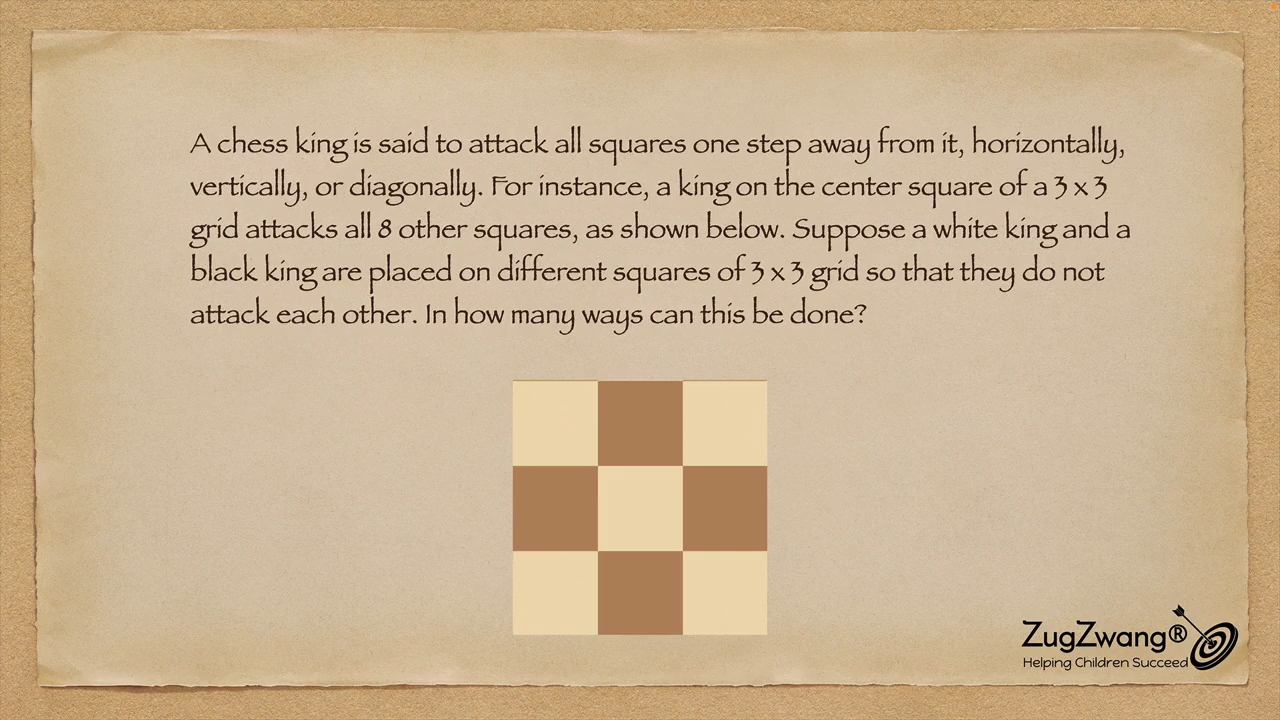 A chess king is said to attack all squares one step away from it, horizontally,
vertically, or diagonally. For instance, a king on the center square of a 3 x 3
grid attacks all 8 other squares, as shown below. Suppose a white king and a
black king are placed on different squares of 3 x 3 grid so that they do not
attack each other. In how many ways can this be done?
ZugZwang®
Helping Children Succeed